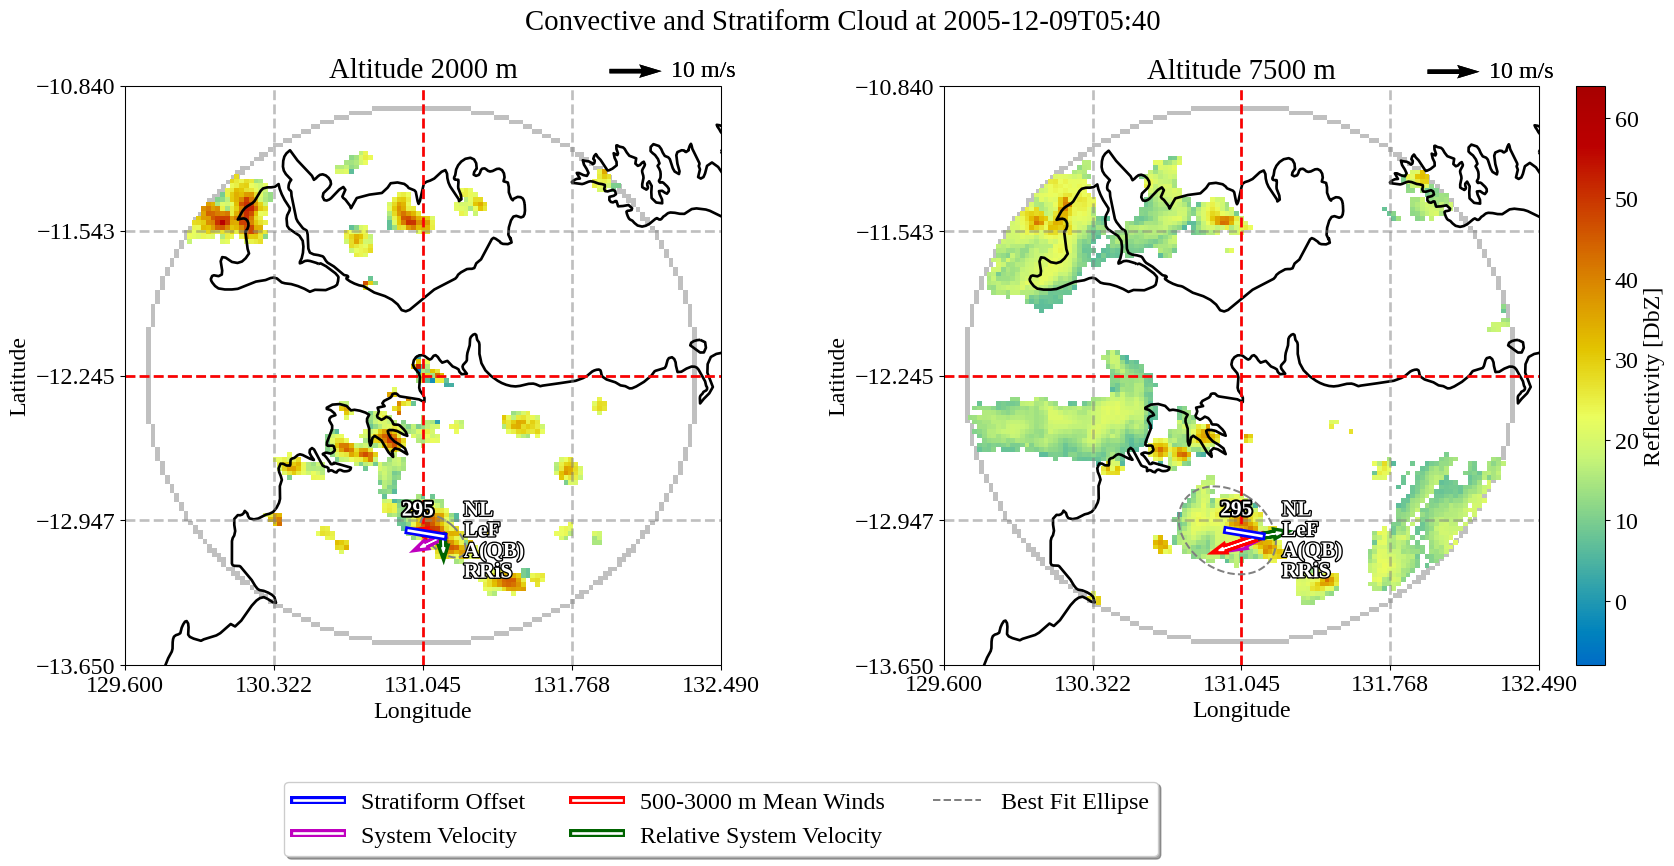 Convective and Stratiform Cloud at 2005-12-09T05:40
Altitude 2000 m
10 m/s
−10.840
−11.543
−12.245
−12.947
−13.650
129.600
130.322
131.045
131.768
132.490
Latitude
Longitude
295
NL
LeF
A(QB)
RRiS
Altitude 7500 m
10 m/s
−10.840
−11.543
−12.245
−12.947
−13.650
129.600
130.322
131.045
131.768
132.490
Latitude
Longitude
295
NL
LeF
A(QB)
RRiS
60
50
40
30
20
10
0
Reflectivity [DbZ]
Stratiform Offset
System Velocity
500-3000 m Mean Winds
Relative System Velocity
Best Fit Ellipse